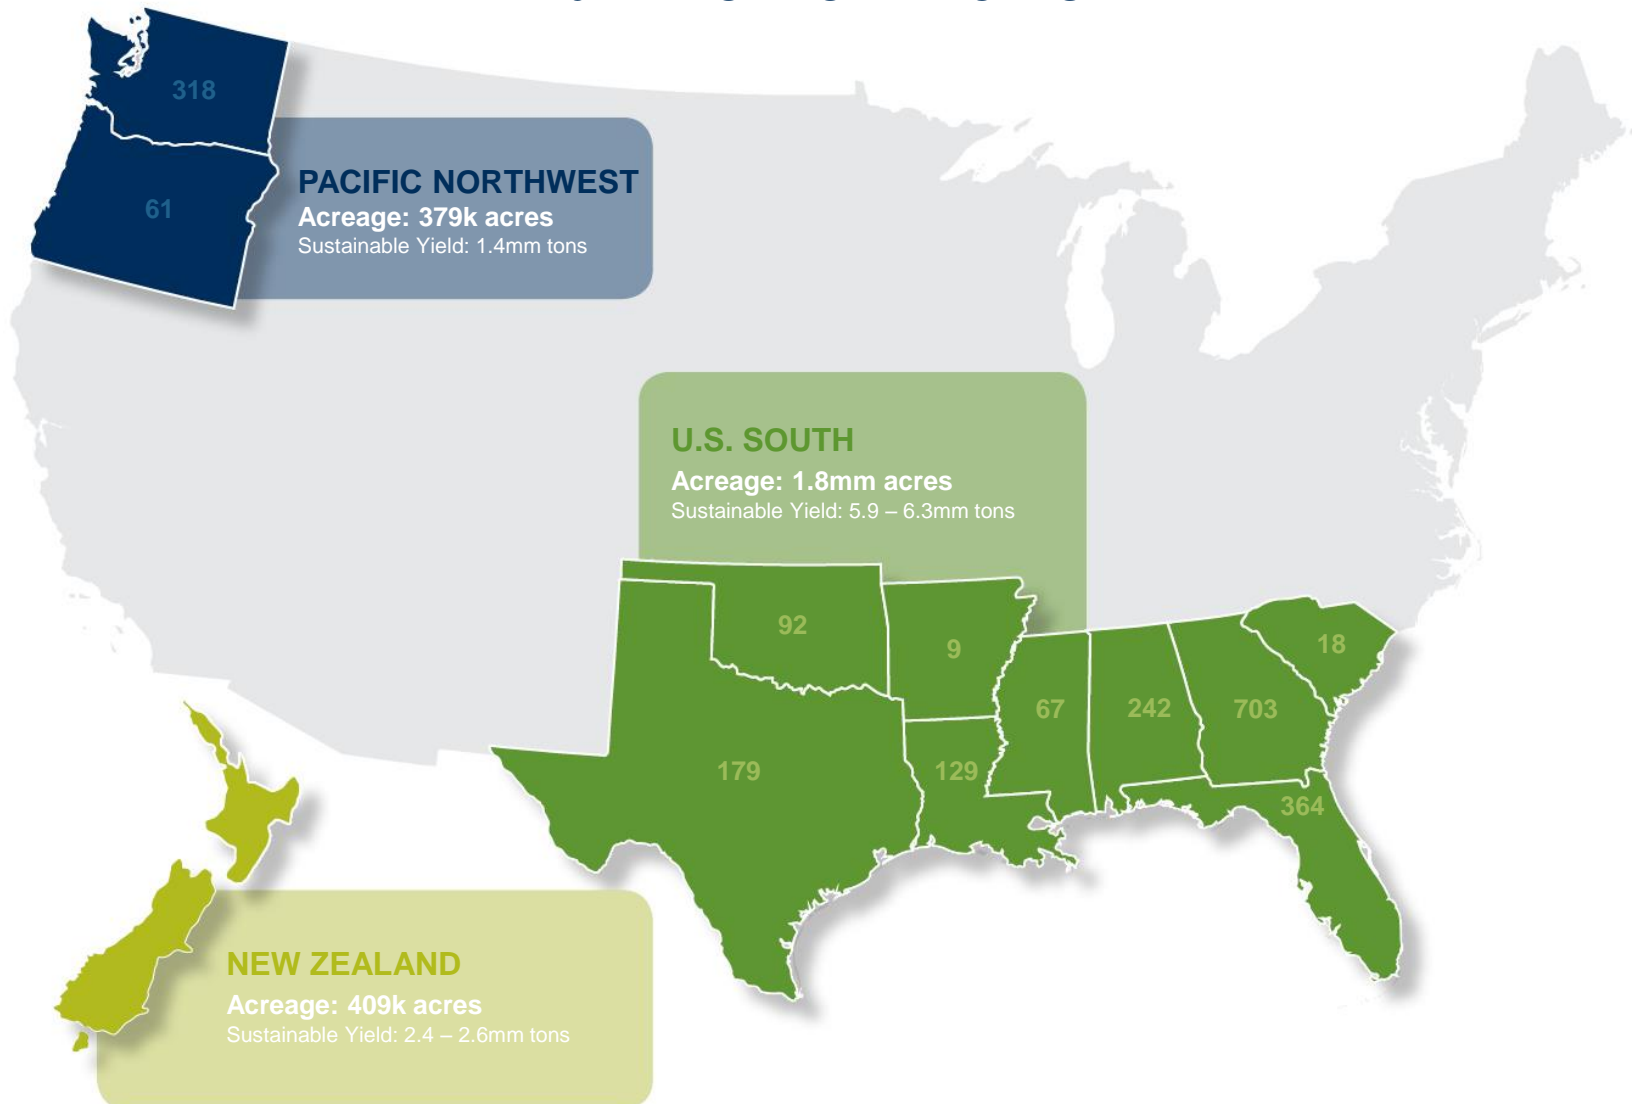 318
61
PACIFIC NORTHWEST
Acreage: 379k acres
Sustainable Yield: 1.4mm tons
U.S. SOUTH
Acreage: 1.8mm acres
Sustainable Yield: 5.9 – 6.3mm tons
92
9
18
67
242
703
179
129
364
NEW ZEALAND
Acreage: 409k acres
Sustainable Yield: 2.4 – 2.6mm tons